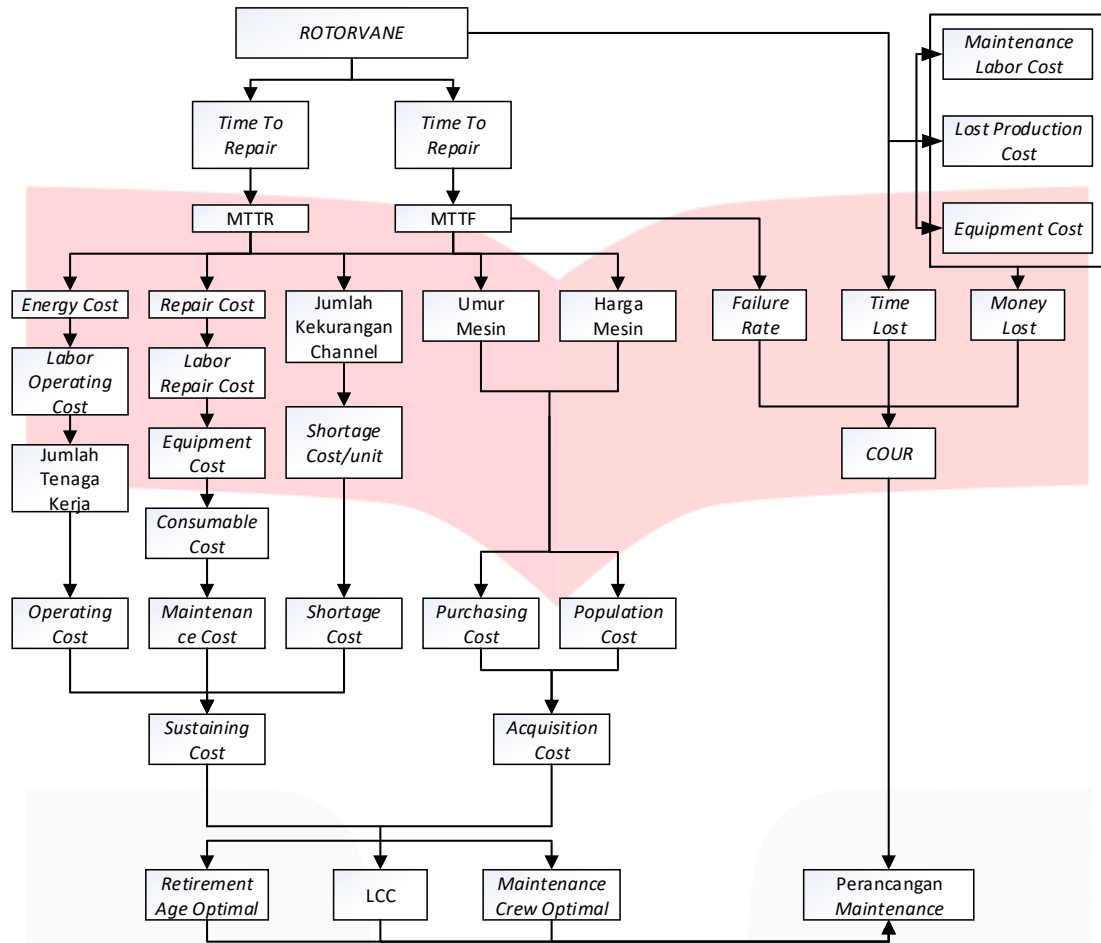 ROTORVANE
Maintenance
Labor Cost
Time To
Repair
Time To
Repair
Lost Production
Cost
MTTR
MTTF
Equipment Cost
Energy Cost
Repair Cost
Jumlah
Kekurangan
Channel
Umur
Mesin
Harga
Mesin
Failure
Rate
Time
Lost
Money
Lost
Labor
Operating
Cost
Labor
Repair Cost
Jumlah
Tenaga
Kerja
Equipment
Cost
Shortage
Cost/unit
COUR
Consumable
Cost
Operating
Cost
Maintenan
ce Cost
Shortage
Cost
Purchasing
Cost
Population
Cost
Sustaining
Cost
Acquisition
Cost
Retirement
Age Optimal
LCC
Maintenance
Crew Optimal
Perancangan
Maintenance